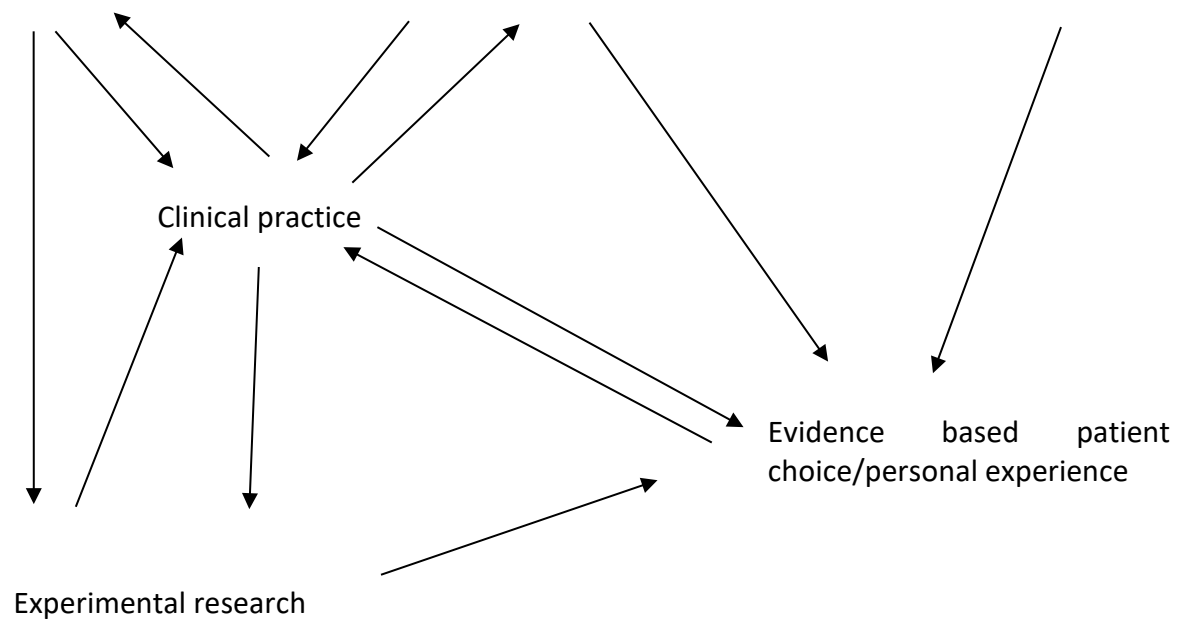 Clinical practice
Evidence based patient
choice/personal experience
Experimental research